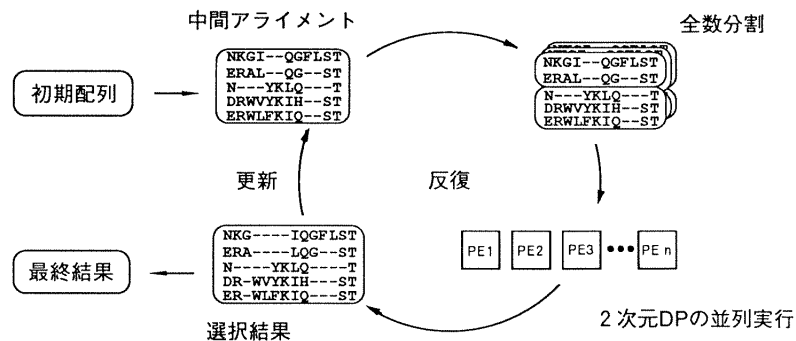 中間アライメント
NKGI--QGFLST
ERAL--QG--ST
N---YKLQ---T
DRWVYKIH--ST
ERWLFKIQ--ST
全数分割
NKGI--QGFLST
ERAL--QG--ST
N---YKLQ---T
DRWVYKIH--ST
ERWLFKIQ--ST
初期配列
更新
反復
NKG----IQGFLST
ERA----LQG--ST
N----YKLQ----T
DR-WVYKIH---ST
ER-WLFKIQ---ST
選択結果
最終結果
PE1
PE2
PE3
•••
PE n
2次元DPの並列実行